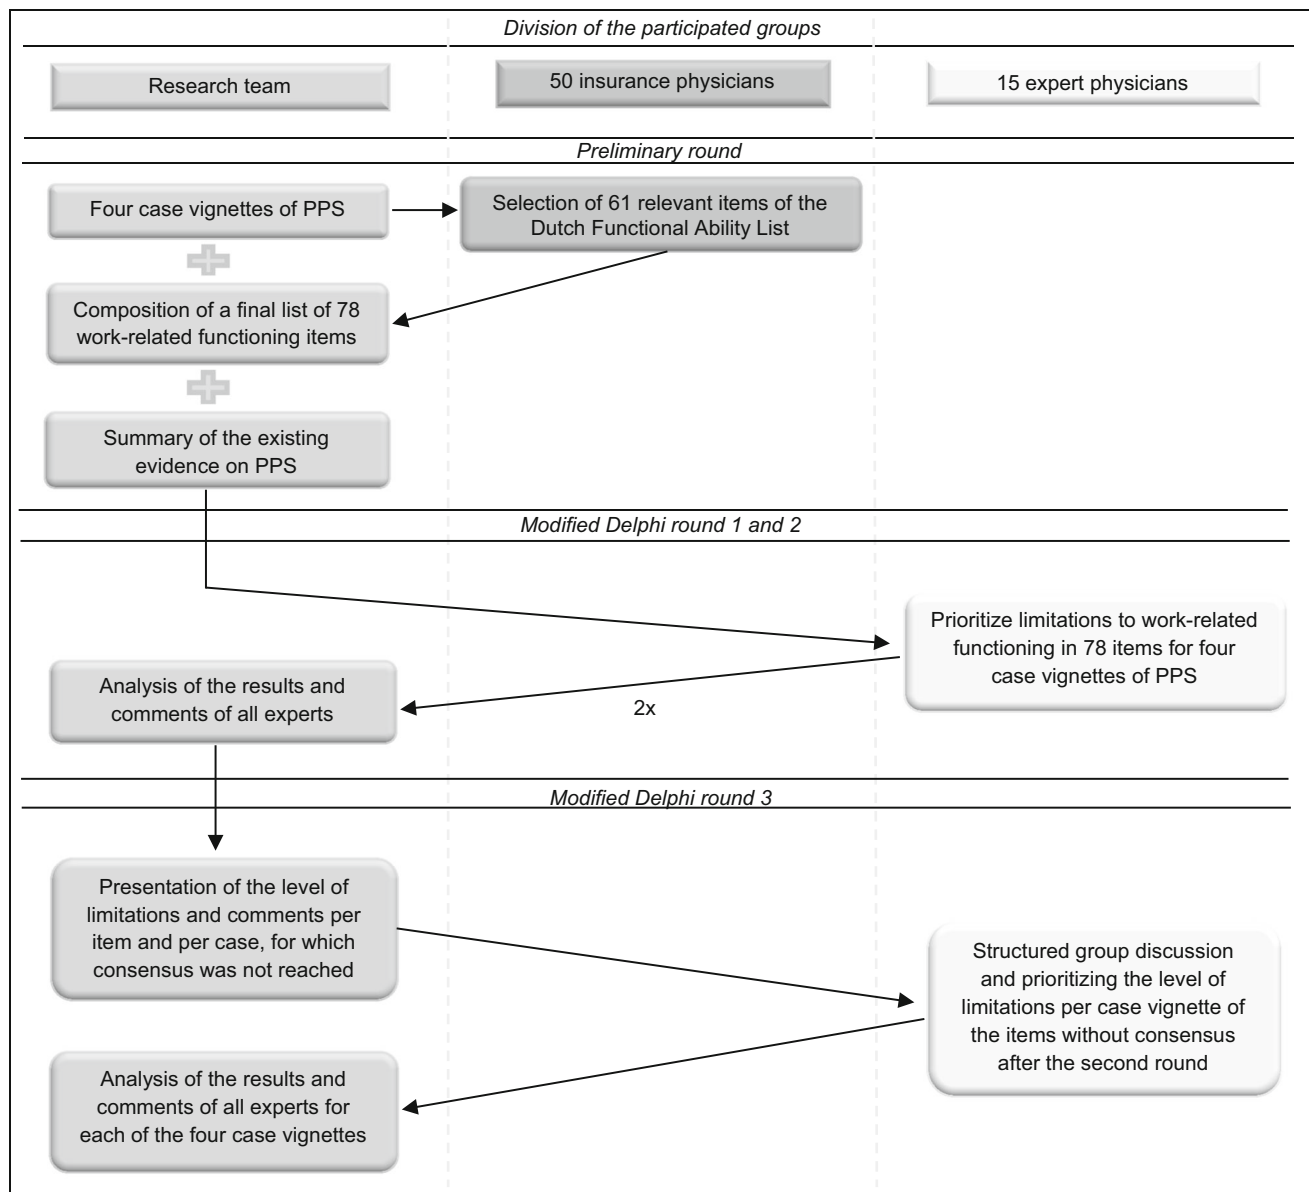 Division of the participated groups
Research team
50 insurance physicians
15 expert physicians
Preliminary round
Four case vignettes of PPS
Selection of 61 relevant items of the
Dutch Functional Ability List
Composition of a final list of 78
work-related functioning items
Summary of the existing
evidence on PPS
Modified Delphi round 1 and 2
Prioritize limitations to work-related
functioning in 78 items for four
case vignettes of PPS
Analysis of the results and
comments of all experts
2x
Modified Delphi round 3
Presentation of the level of
limitations and comments per
item and per case, for which
consensus was not reached
Structured group discussion
and prioritizing the level of
limitations per case vignette of
the items without consensus
after the second round
Analysis of the results and
comments of all experts for
each of the four case vignettes